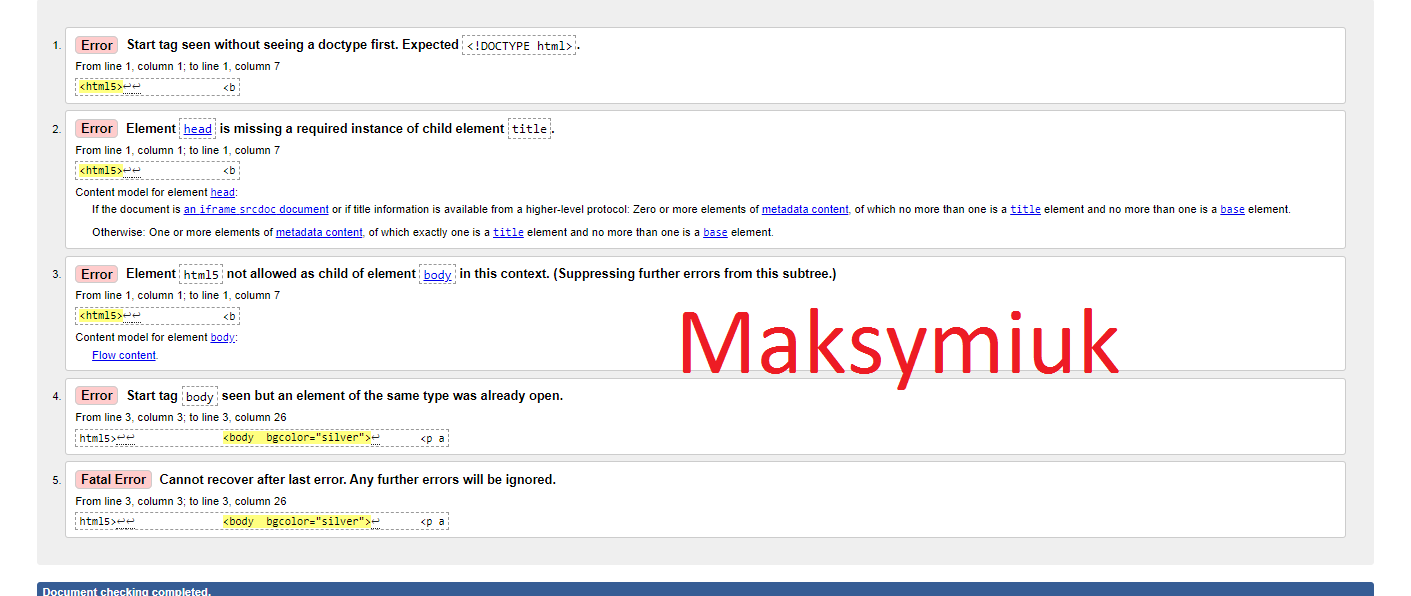 1. Error Start tag seen without seeing a doctype first. Expected <!DOCTYPE html>.
From line 1, column 1; to line 1, column 7
<html5>↩↩ <b
2. Error Element head is missing a required instance of child element title.
From line 1, column 1; to line 1, column 7
<html5>↩↩ <b
Content model for element head:
If the document is an iframe srcdoc document or if title information is available from a higher-level protocol: Zero or more elements of metadata content, of which no more than one is a title element and no more than one is a base element.
Otherwise: One or more elements of metadata content, of which exactly one is a title element and no more than one is a base element.
3. Error Element html5 not allowed as child of element body in this context. (Suppressing further errors from this subtree.)
From line 1, column 1; to line 1, column 7
<html5>↩↩ <b
Content model for element body:
Flow content.
Maksymiuk
4. Error Start tag body seen but an element of the same type was already open.
From line 3, column 3; to line 3, column 26
html5>↩↩ <body bgcolor="silver">↩ <p a
5. Fatal Error Cannot recover after last error. Any further errors will be ignored.
From line 3, column 3; to line 3, column 26
html5>↩↩ <body bgcolor="silver">↩ <p a
Document checking completed.